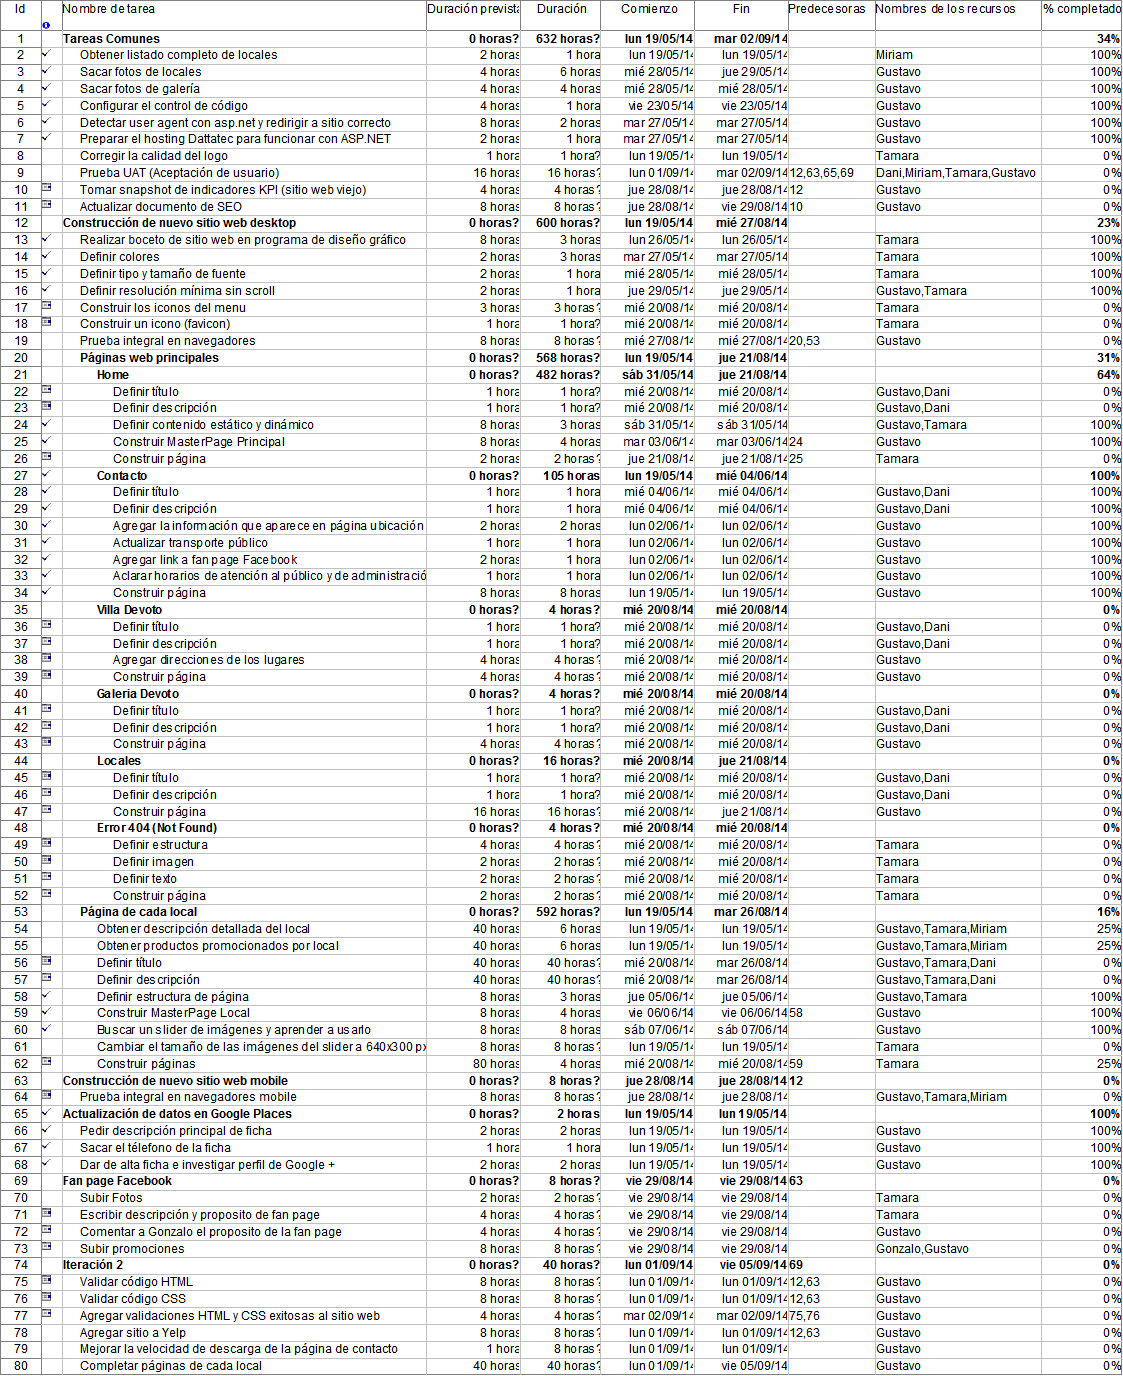 Id Nombre de tarea Duración prevista Duración Comienzo Fin Predecesoras Nombres de los recursos % completado
1 Tareas Comunes 0 horas? 632 horas? lun 19/05/14 mar 02/09/14 34%
2 Obtener listado completo de locales 2 horas 1 hora lun 19/05/14 lun 19/05/14 Miriam 100%
3 Sacar fotos de locales 4 horas 6 horas mié 28/05/14 jue 29/05/14 Gustavo 100%
4 Sacar fotos de galería 4 horas 4 horas mié 28/05/14 mié 28/05/14 Gustavo 100%
5 Configurar el control de código 4 horas 1 hora vie 23/05/14 vie 23/05/14 Gustavo 100%
6 Detectar user agent con asp.net y redirigir a sitio correcto 8 horas 2 horas mar 27/05/14 mar 27/05/14 Gustavo 100%
7 Preparar el hosting Dattatec para funcionar con ASP.NET 2 horas 1 hora mar 27/05/14 mar 27/05/14 Gustavo 100%
8 Corregir la calidad del logo 1 hora 1 hora? lun 19/05/14 lun 19/05/14 Tamara 0%
9 Prueba UAT (Aceptación de usuario) 16 horas 16 horas? lun 01/09/14 mar 02/09/14 12,63,65,69 Dani,Miriam,Tamara,Gustavo 0%
10 Tomar snapshot de indicadores KPI (sitio web viejo) 4 horas 4 horas? jue 28/08/14 jue 28/08/14 12 Gustavo 0%
11 Actualizar documento de SEO 8 horas 8 horas? jue 28/08/14 vie 29/08/14 10 Gustavo 0%
12 Construcción de nuevo sitio web desktop 0 horas? 600 horas? lun 19/05/14 mié 27/08/14 23%
13 Realizar boceto de sitio web en programa de diseño gráfico 8 horas 3 horas lun 26/05/14 lun 26/05/14 Tamara 100%
14 Definir colores 2 horas 3 horas mar 27/05/14 mar 27/05/14 Tamara 100%
15 Definir tipo y tamaño de fuente 2 horas 1 hora mié 28/05/14 mié 28/05/14 Tamara 100%
16 Definir resolución mínima sin scroll 2 horas 1 hora jue 29/05/14 jue 29/05/14 Gustavo,Tamara 100%
17 Construir los iconos del menu 3 horas 3 horas? mié 20/08/14 mié 20/08/14 Tamara 0%
18 Construir un icono (favicon) 1 hora 1 hora? mié 20/08/14 mié 20/08/14 Tamara 0%
19 Prueba integral en navegadores 8 horas 8 horas? mié 27/08/14 mié 27/08/14 20,53 Gustavo 0%
20 Páginas web principales 0 horas? 568 horas? lun 19/05/14 jue 21/08/14 31%
21 Home 0 horas? 482 horas? sáb 31/05/14 jue 21/08/14 64%
22 Definir título 1 hora 1 hora? mié 20/08/14 mié 20/08/14 Gustavo,Dani 0%
23 Definir descripción 1 hora 1 hora? mié 20/08/14 mié 20/08/14 Gustavo,Dani 0%
24 Definir contenido estático y dinámico 8 horas 3 horas sáb 31/05/14 sáb 31/05/14 Gustavo,Tamara 100%
25 Construir MasterPage Principal 8 horas 4 horas mar 03/06/14 mar 03/06/14 24 Gustavo 100%
26 Construir página 2 horas 2 horas? jue 21/08/14 jue 21/08/14 25 Tamara 0%
27 Contacto 0 horas? 105 horas lun 19/05/14 mié 04/06/14 100%
28 Definir título 1 hora 1 hora mié 04/06/14 mié 04/06/14 Gustavo,Dani 100%
29 Definir descripción 1 hora 1 hora mié 04/06/14 mié 04/06/14 Gustavo,Dani 100%
30 Agregar la información que aparece en página ubicación 2 horas 2 horas lun 02/06/14 lun 02/06/14 Gustavo 100%
31 Actualizar transporte público 1 hora 1 hora lun 02/06/14 lun 02/06/14 Gustavo 100%
32 Agregar link a fan page Facebook 2 horas 1 hora lun 02/06/14 lun 02/06/14 Gustavo 100%
33 Aclarar horarios de atención al público y de administració 1 hora 1 hora lun 02/06/14 lun 02/06/14 Gustavo 100%
34 Construir página 8 horas 8 horas lun 19/05/14 lun 19/05/14 Gustavo 100%
35 Villa Devoto 0 horas? 4 horas? mié 20/08/14 mié 20/08/14 0%
36 Definir título 1 hora 1 hora? mié 20/08/14 mié 20/08/14 Gustavo,Dani 0%
37 Definir descripción 1 hora 1 hora? mié 20/08/14 mié 20/08/14 Gustavo,Dani 0%
38 Agregar direcciones de los lugares 4 horas 4 horas? mié 20/08/14 mié 20/08/14 Gustavo 0%
39 Construir página 4 horas 4 horas? mié 20/08/14 mié 20/08/14 Gustavo 0%
40 Galeria Devoto 0 horas? 4 horas? mié 20/08/14 mié 20/08/14 0%
41 Definir título 1 hora 1 hora? mié 20/08/14 mié 20/08/14 Gustavo,Dani 0%
42 Definir descripción 1 hora 1 hora? mié 20/08/14 mié 20/08/14 Gustavo,Dani 0%
43 Construir página 4 horas 4 horas? mié 20/08/14 mié 20/08/14 Gustavo 0%
44 Locales 0 horas? 16 horas? mié 20/08/14 jue 21/08/14 0%
45 Definir título 1 hora 1 hora? mié 20/08/14 mié 20/08/14 Gustavo,Dani 0%
46 Definir descripción 1 hora 1 hora? mié 20/08/14 mié 20/08/14 Gustavo,Dani 0%
47 Construir página 16 horas 16 horas? mié 20/08/14 jue 21/08/14 Gustavo 0%
48 Error 404 (Not Found) 0 horas? 4 horas? mié 20/08/14 mié 20/08/14 0%
49 Definir estructura 4 horas 4 horas? mié 20/08/14 mié 20/08/14 Tamara 0%
50 Definir imagen 2 horas 2 horas? mié 20/08/14 mié 20/08/14 Tamara 0%
51 Definir texto 2 horas 2 horas? mié 20/08/14 mié 20/08/14 Tamara 0%
52 Construir página 2 horas 2 horas? mié 20/08/14 mié 20/08/14 Tamara 0%
53 Página de cada local 0 horas? 592 horas? lun 19/05/14 mar 26/08/14 16%
54 Obtener descripción detallada del local 40 horas 6 horas lun 19/05/14 lun 19/05/14 Gustavo,Tamara,Miriam 25%
55 Obtener productos promocionados por local 40 horas 6 horas lun 19/05/14 lun 19/05/14 Gustavo,Tamara,Miriam 25%
56 Definir título 40 horas 40 horas? mié 20/08/14 mar 26/08/14 Gustavo,Tamara,Dani 0%
57 Definir descripción 40 horas 40 horas? mié 20/08/14 mar 26/08/14 Gustavo,Tamara,Dani 0%
58 Definir estructura de página 8 horas 3 horas jue 05/06/14 jue 05/06/14 Gustavo,Tamara 100%
59 Construir MasterPage Local 8 horas 4 horas vie 06/06/14 vie 06/06/14 58 Gustavo 100%
60 Buscar un slider de imágenes y aprender a usarlo 8 horas 8 horas sáb 07/06/14 sáb 07/06/14 Gustavo 100%
61 Cambiar el tamaño de las imágenes del slider a 640x300 px 8 horas 8 horas? lun 19/05/14 lun 19/05/14 Tamara 0%
62 Construir páginas 80 horas 4 horas mié 20/08/14 mié 20/08/14 59 Tamara 25%
63 Construcción de nuevo sitio web mobile 0 horas? 8 horas? jue 28/08/14 jue 28/08/14 12 0%
64 Prueba integral en navegadores mobile 8 horas 8 horas? jue 28/08/14 jue 28/08/14 Gustavo,Tamara,Miriam 0%
65 Actualización de datos en Google Places 0 horas? 2 horas lun 19/05/14 lun 19/05/14 100%
66 Pedir descripción principal de ficha 2 horas 2 horas lun 19/05/14 lun 19/05/14 Gustavo 100%
67 Sacar el télefono de la ficha 1 hora 1 hora lun 19/05/14 lun 19/05/14 Gustavo 100%
68 Dar de alta ficha e investigar perfil de Google + 2 horas 2 horas lun 19/05/14 lun 19/05/14 Gustavo 100%
69 Fan page Facebook 0 horas? 8 horas? vie 29/08/14 vie 29/08/14 63 0%
70 Subir Fotos 2 horas 2 horas? vie 29/08/14 vie 29/08/14 Tamara 0%
71 Escribir descripción y proposito de fan page 4 horas 4 horas? vie 29/08/14 vie 29/08/14 Tamara 0%
72 Comentar a Gonzalo el proposito de la fan page 4 horas 4 horas? vie 29/08/14 vie 29/08/14 Gustavo 0%
73 Subir promociones 8 horas 8 horas? vie 29/08/14 vie 29/08/14 Gonzalo,Gustavo 0%
74 Iteración 2 0 horas? 40 horas? lun 01/09/14 vie 05/09/14 69 0%
75 Validar código HTML 8 horas 8 horas? lun 01/09/14 lun 01/09/14 12,63 Gustavo 0%
76 Validar código CSS 8 horas 8 horas? lun 01/09/14 lun 01/09/14 12,63 Gustavo 0%
77 Agregar validaciones HTML y CSS exitosas al sitio web 4 horas 4 horas? mar 02/09/14 mar 02/09/14 75,76 Gustavo 0%
78 Agregar sitio a Yelp 8 horas 8 horas? lun 01/09/14 lun 01/09/14 12,63 Gustavo 0%
79 Mejorar la velocidad de descarga de la página de contacto 1 hora 8 horas? lun 01/09/14 lun 01/09/14 Gustavo 0%
80 Completar páginas de cada local 40 horas 40 horas? lun 01/09/14 vie 05/09/14 Gustavo 0%